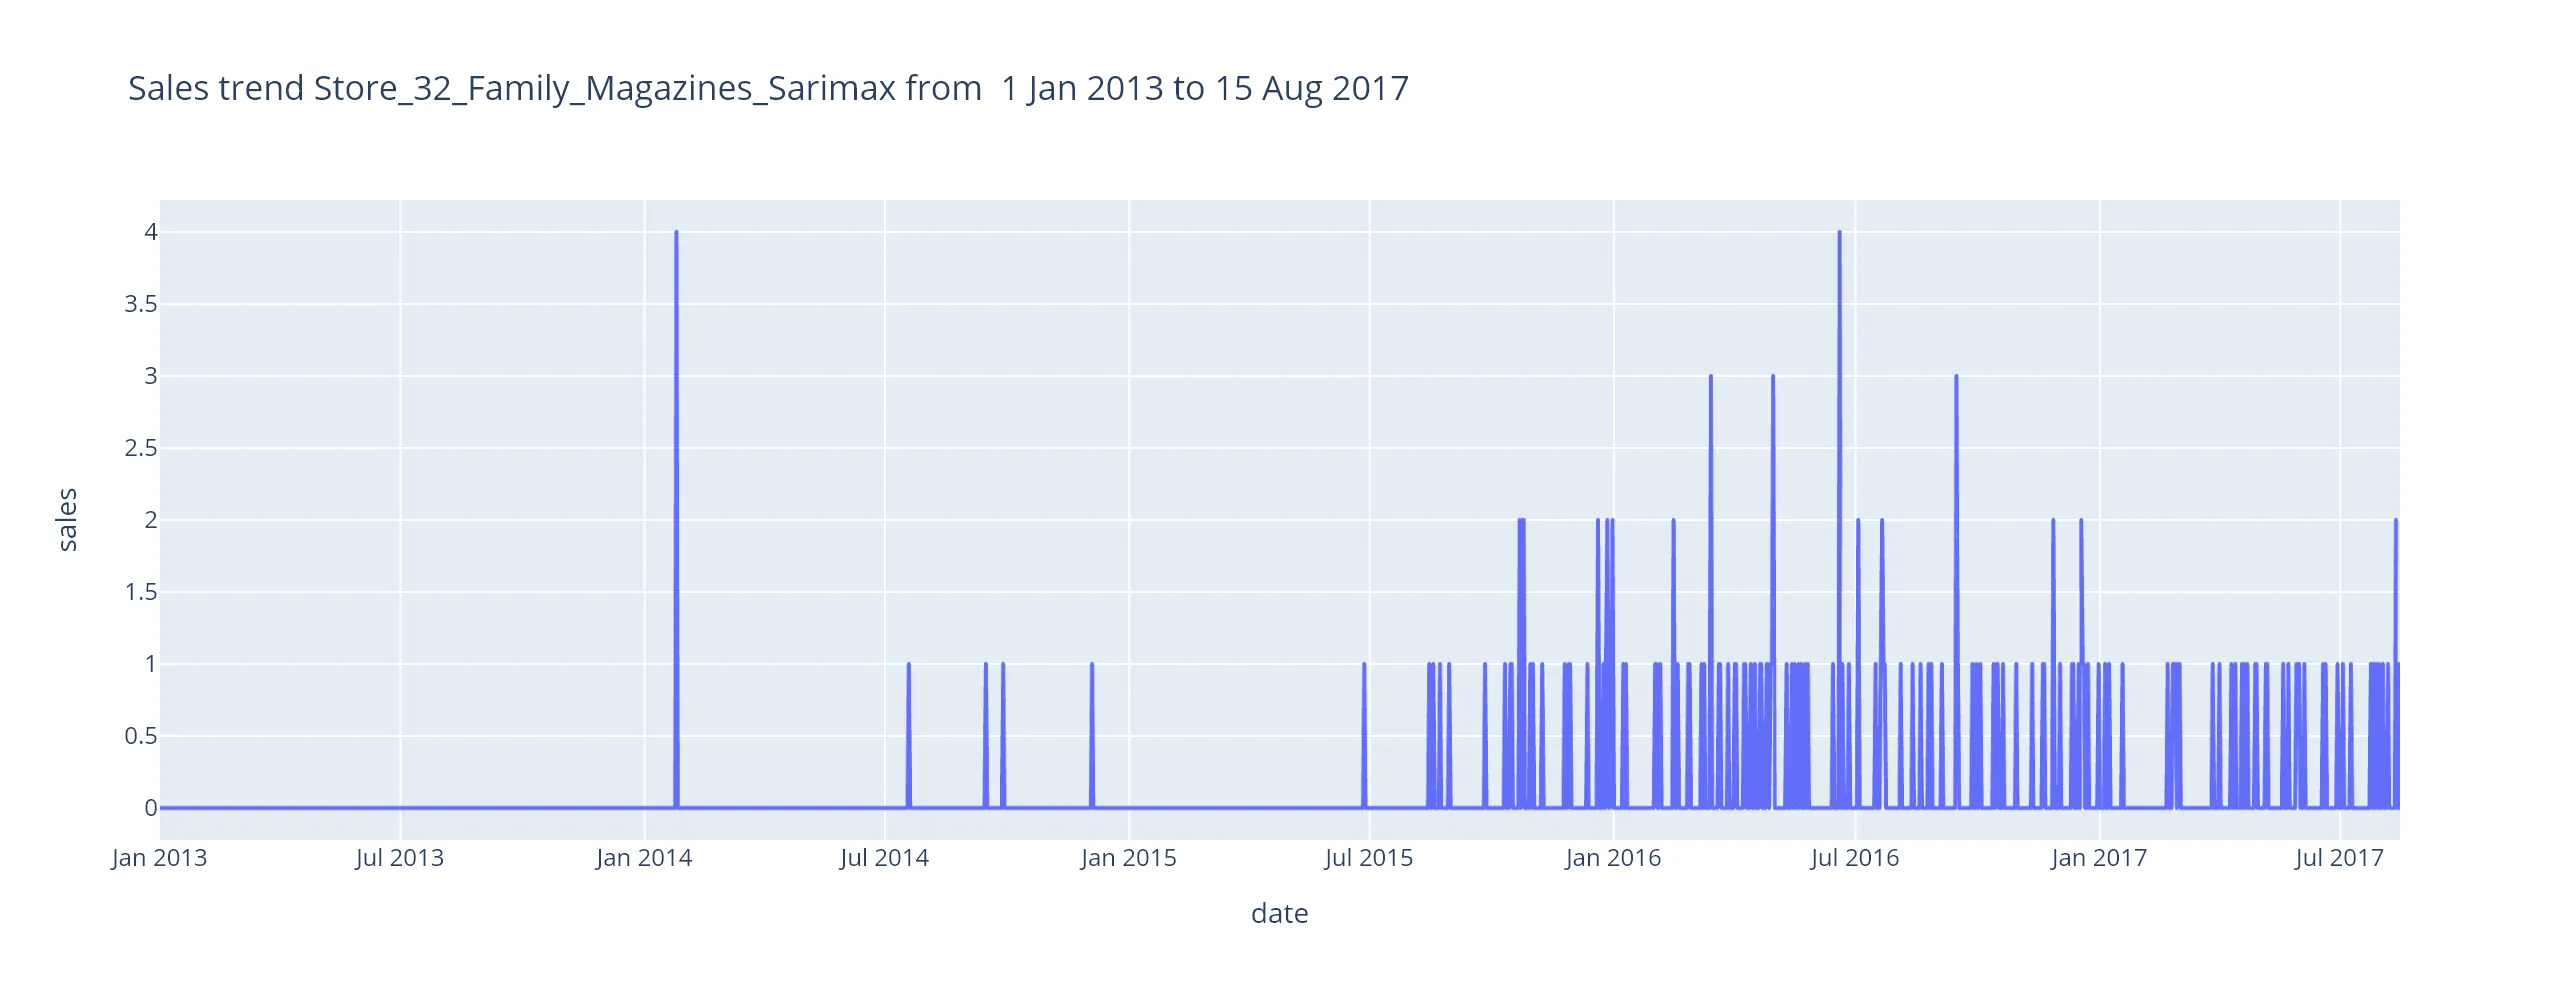 Sales trend Store_32_Family_Magazines_Sarimax from  1 Jan 2013 to 15 Aug 2017
4
3.5
3
2.5
2
1.5
1
0.5
0
sales
Jan 2013 Jul 2013 Jan 2014 Jul 2014 Jan 2015 Jul 2015 Jan 2016 Jul 2016 Jan 2017 Jul 2017
date